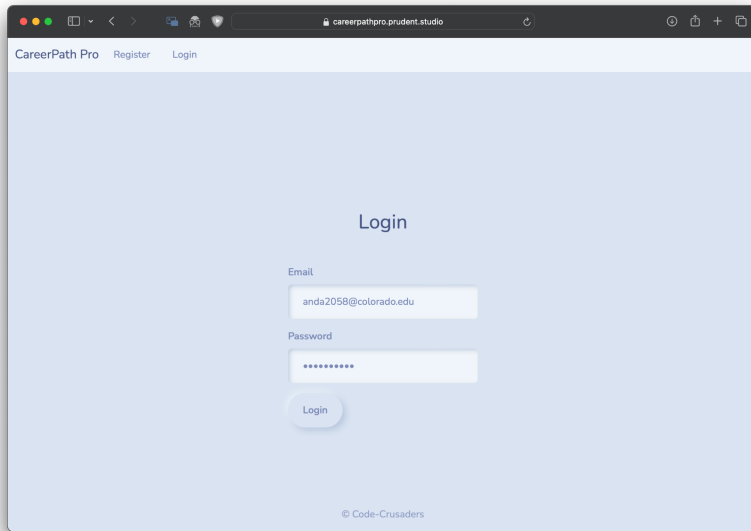 careerpathpro.prudent.studio
CareerPath Pro Register Login
Login
Email
anda2058@colorado.edu
Password
••••••••••
Login
© Code-Crusaders